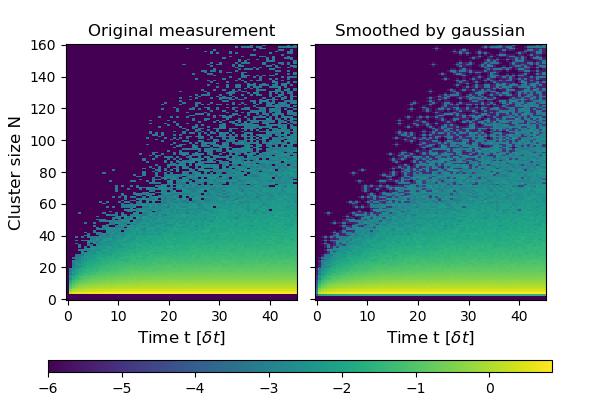 Original measurement
Smoothed by gaussian
Cluster size N
160
140
120
100
80
60
40
20
0
0 10 20 30 40
0 10 20 30 40
Time t [δt]
Time t [δt]
−6 −5 −4 −3 −2 −1 0